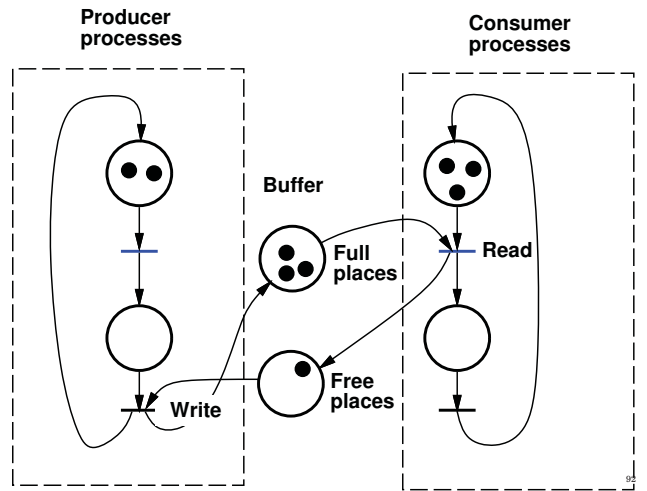 Producer
processes
Consumer
processes
Buffer
Full
places
Read
Free
places
Write
92